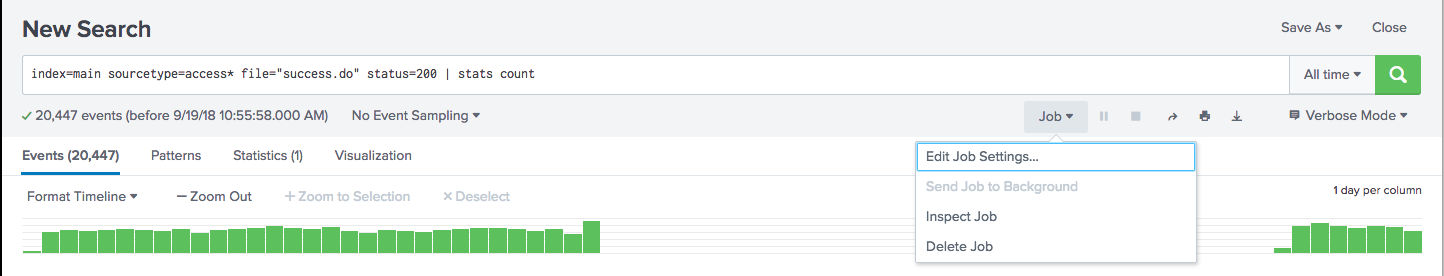 New Search
Save As
Close
index=main sourcetype=access* file="success.do" status=200 | stats count
All time
20,447 events (before 9/19/18 10:55:58.000 AM)
No Event Sampling
Job
Verbose Mode
Events (20,447)
Patterns
Statistics (1)
Visualization
Edit Job Settings...
Send Job to Background
Inspect Job
Delete Job
Format Timeline
— Zoom Out
+ Zoom to Selection
× Deselect
1 day per column